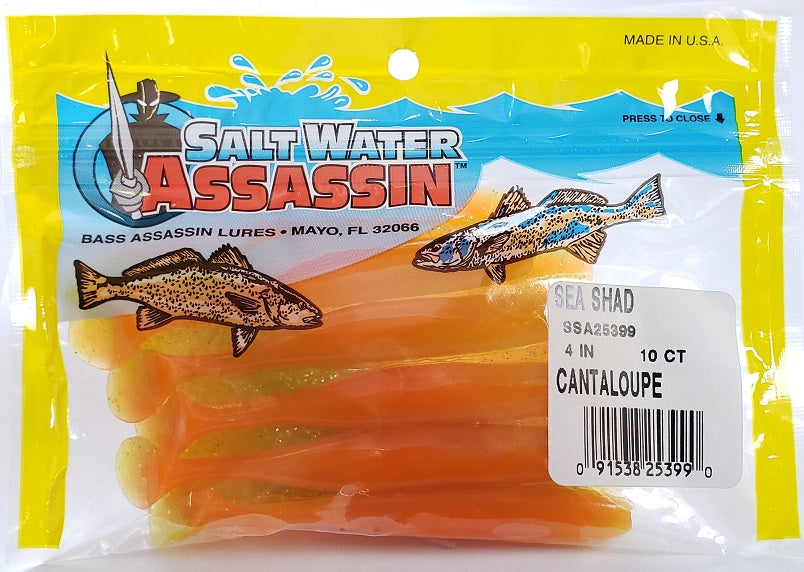 MADE IN U.S.A.
PRESS TO CLOSE
SALT WATER
ASSASSIN™
BASS ASSASSIN LURES • MAYO, FL 32066
SEA SHAD
SSA25399
4 IN 10 CT
CANTALOUPE
0 91538 25399 0